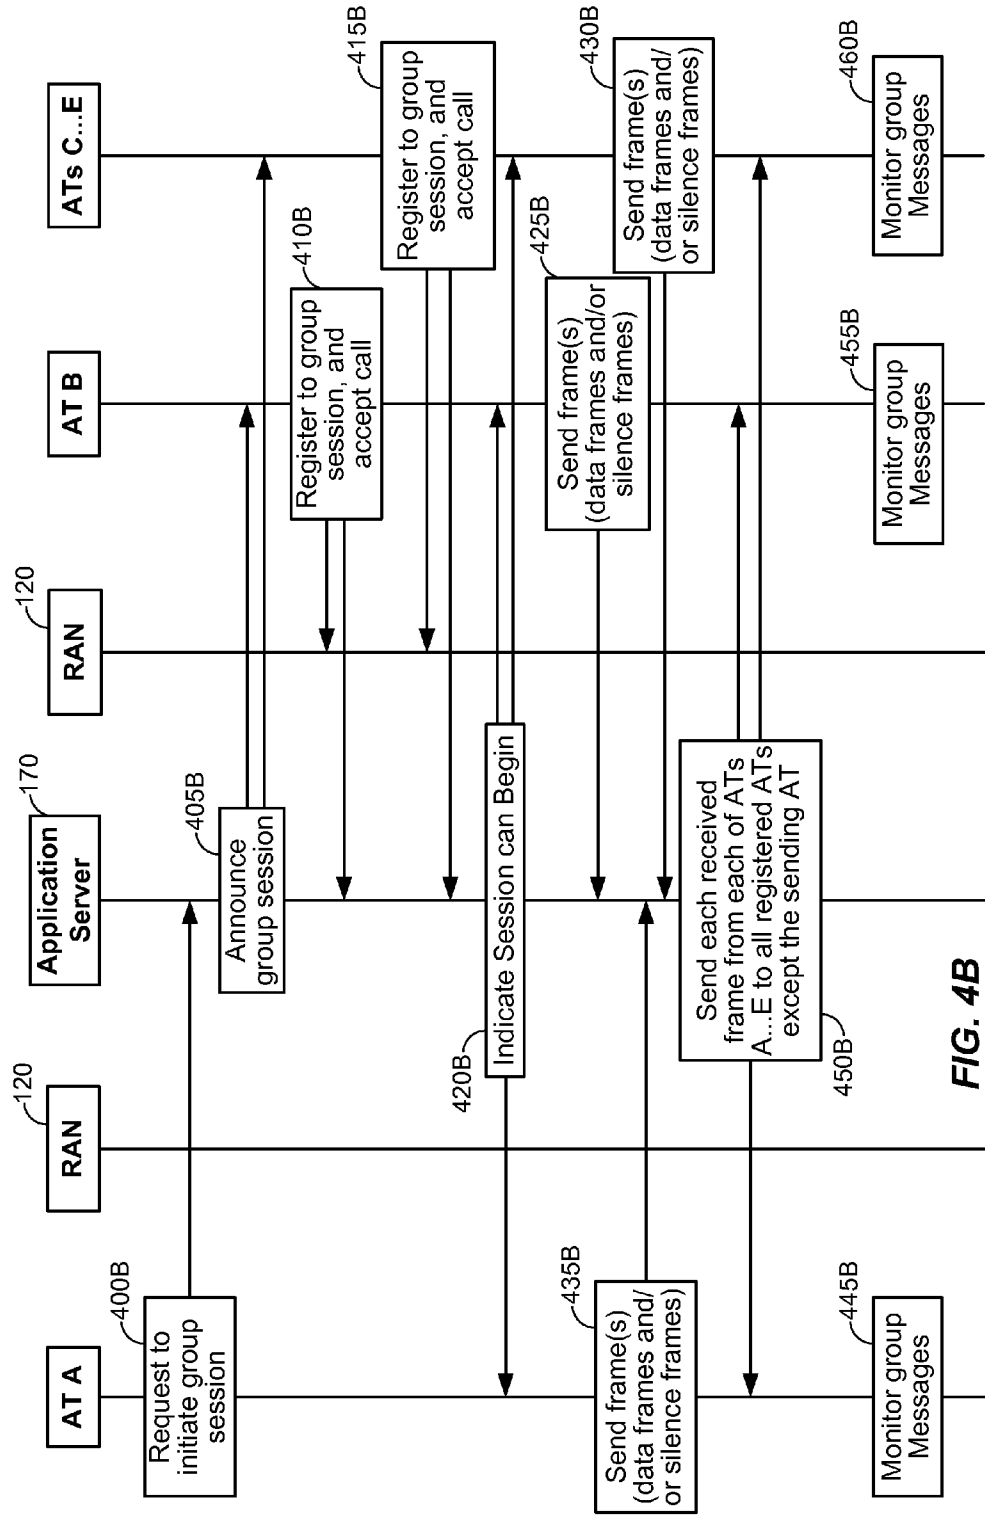 AT A
RAN
120
Application
Server
170
RAN
120
AT B
ATs C...E
Request to
initiate group
session
400B
Announce
group session
405B
Register to group
session, and
accept call
410B
Register to group
session, and
accept call
415B
Indicate Session can Begin
420B
Send frame(s)
(data frames and/or
silence frames)
425B
Send frame(s)
(data frames and/
or silence frames)
430B
Send frame(s)
(data frames and/
or silence frames)
435B
Send each received
frame from each of ATs
A...E to all registered ATs
except the sending AT
450B
Monitor group
Messages
445B
Monitor group
Messages
455B
Monitor group
Messages
460B
FIG. 4B